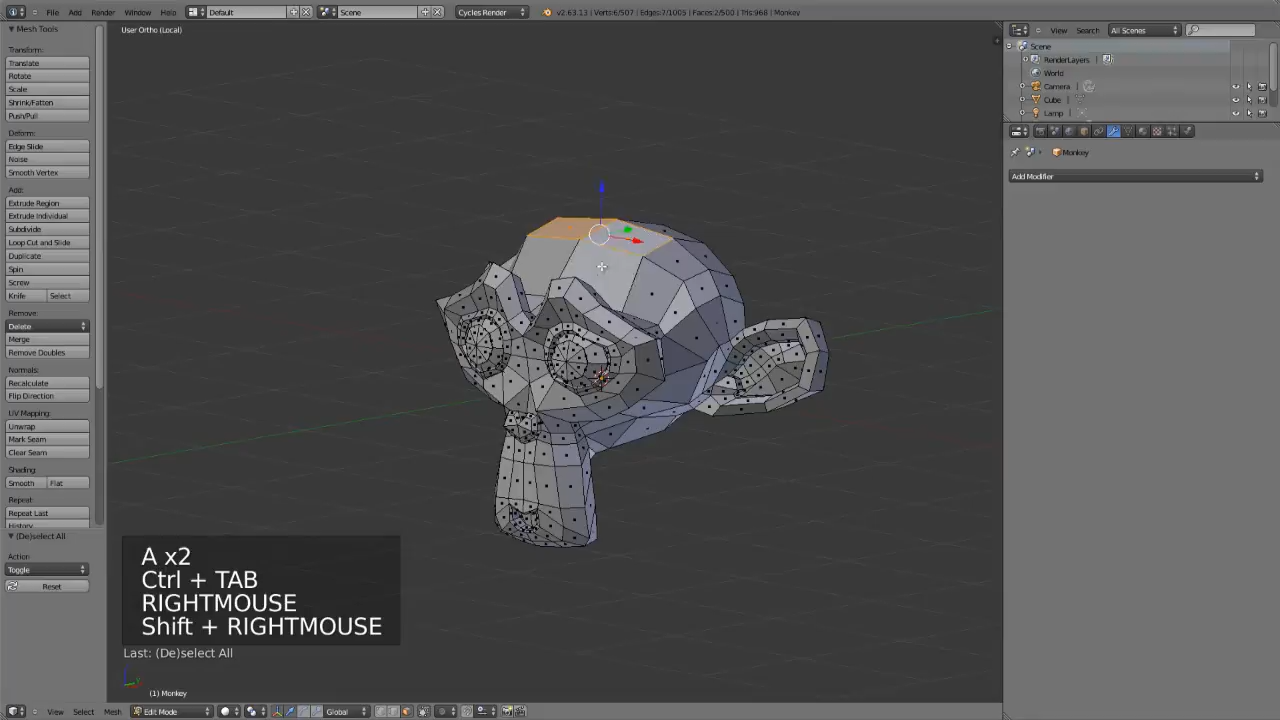 File Add Render Window Help Default Scene Cycles Render v2.63.13 | Verts:6/507 | Edges:7/1005 | Faces:2/500 | Tris:968 | Monkey
Mesh Tools
User Ortho (Local)
View Search All Scenes
Scene
RenderLayers
World
Camera
Cube
Lamp
Monkey
Add Modifier
Transform:
Translate
Rotate
Scale
Shrink/Fatten
Push/Pull
Deform:
Edge Slide
Noise
Smooth Vertex
Add:
Extrude Region
Extrude Individual
Subdivide
Loop Cut and Slide
Duplicate
Spin
Screw
Knife Select
Remove:
Delete
Merge
Remove Doubles
Normals:
Recalculate
Flip Direction
UV Mapping:
Unwrap
Mark Seam
Clear Seam
Shading:
Smooth Flat
Repeat:
Repeat Last
History...
(De)select All
Action
Toggle
Reset
A x2
Ctrl + TAB
RIGHTMOUSE
Shift + RIGHTMOUSE
Last: (De)select All
(1) Monkey
View Select Mesh Edit Mode Global